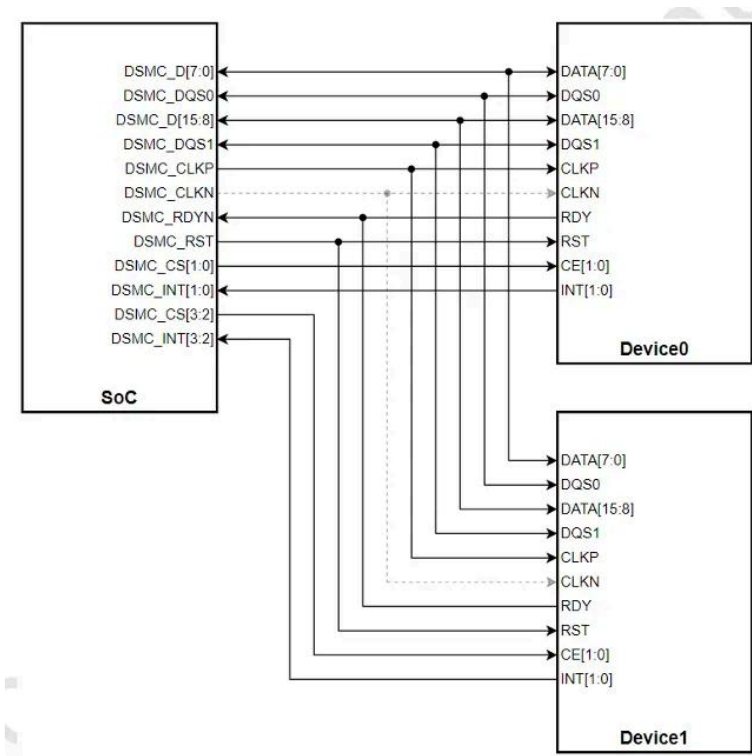 DSMC_D[7:0]
DSMC_DQS0
DSMC_D[15:8]
DSMC_DQS1
DSMC_CLKP
DSMC_CLKN
DSMC_RDYN
DSMC_RST
DSMC_CS[1:0]
DSMC_INT[1:0]
DSMC_CS[3:2]
DSMC_INT[3:2]
SoC
DATA[7:0]
DQS0
DATA[15:8]
DQS1
CLKP
CLKN
RDY
RST
CE[1:0]
INT[1:0]
Device0
DATA[7:0]
DQS0
DATA[15:8]
DQS1
CLKP
CLKN
RDY
RST
CE[1:0]
INT[1:0]
Device1